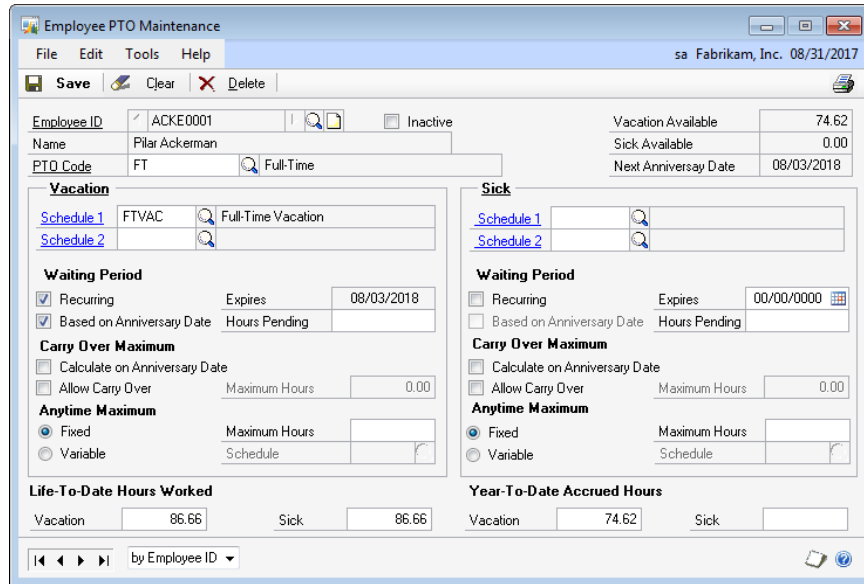 Employee PTO Maintenance
File Edit Tools Help sa Fabrikam, Inc. 08/31/2017
Save Clear Delete
Employee ID ACKE0001 Inactive Vacation Available 74.62
Name Pilar Ackerman Sick Available 0.00
PTO Code FT Full-Time Next Anniversay Date 08/03/2018
Vacation Sick
Schedule 1 FTVAC Full-Time Vacation Schedule 1
Schedule 2 Schedule 2
Waiting Period Waiting Period
Recurring Expires 08/03/2018 Recurring Expires 00/00/0000
Based on Anniversary Date Hours Pending Based on Anniversary Date Hours Pending
Carry Over Maximum Carry Over Maximum
Calculate on Anniversary Date Calculate on Anniversary Date
Allow Carry Over Maximum Hours 0.00 Allow Carry Over Maximum Hours 0.00
Anytime Maximum Anytime Maximum
Fixed Maximum Hours Fixed Maximum Hours
Variable Schedule Variable Schedule
Life-To-Date Hours Worked Year-To-Date Accrued Hours
Vacation 86.66 Sick 86.66 Vacation 74.62 Sick
by Employee ID